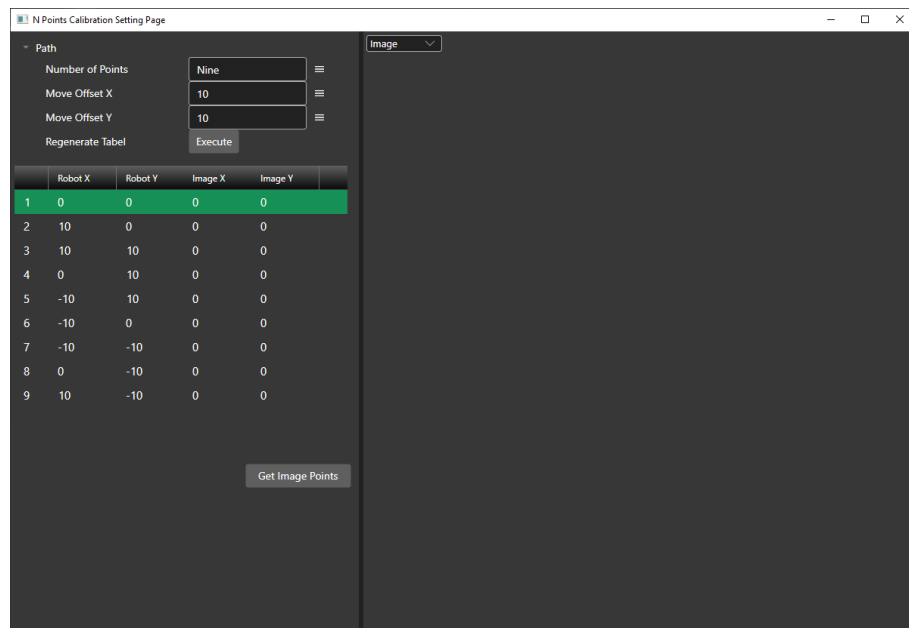 N Points Calibration Setting Page
Path
Image
Number of Points Nine
Move Offset X 10
Move Offset Y 10
Regenerate Tabel Execute
Robot X Robot Y Image X Image Y
1 0 0 0 0
2 10 0 0 0
3 10 10 0 0
4 0 10 0 0
5 -10 10 0 0
6 -10 0 0 0
7 -10 -10 0 0
8 0 -10 0 0
9 10 -10 0 0
Get Image Points